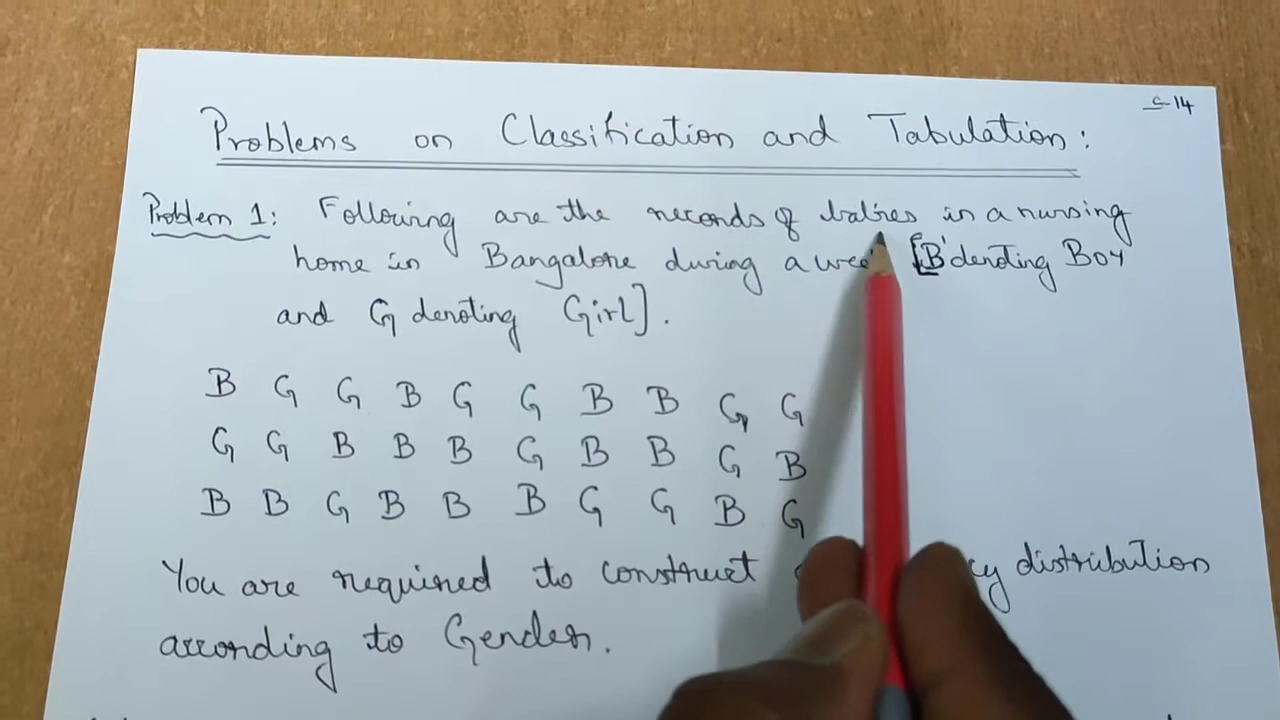 S-14
Problems on Classification and Tabulation:
Problem 1: Following are the records of babies in a nursing
home in Bangalore during a [B' denoting Boy
and G denoting Girl].
B G G B G G B B G G
G G B B B G B B G B
B B G B B B G G B G
You are required to construct distribution
according to Gender.